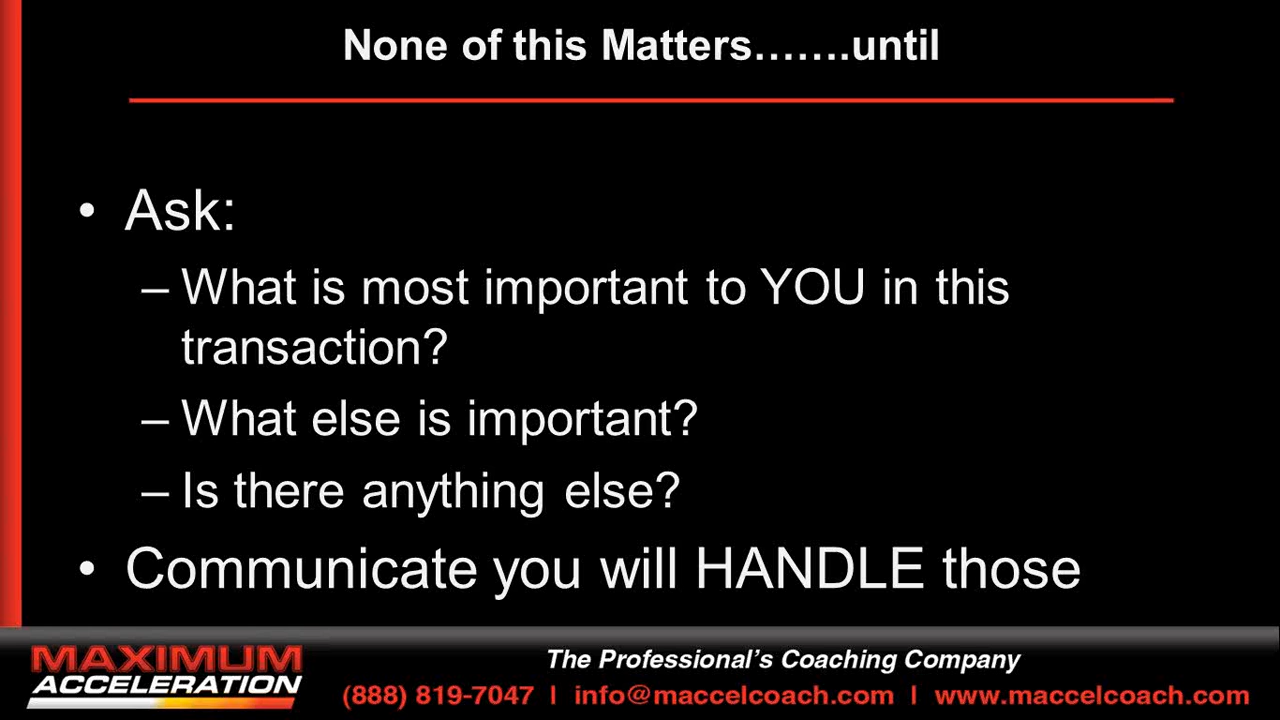 None of this Matters…….until
• Ask:
– What is most important to YOU in this
transaction?
– What else is important?
– Is there anything else?
• Communicate you will HANDLE those
MAXIMUM
ACCELERATION
The Professional's Coaching Company
(888) 819-7047 | info@maccelcoach.com | www.maccelcoach.com